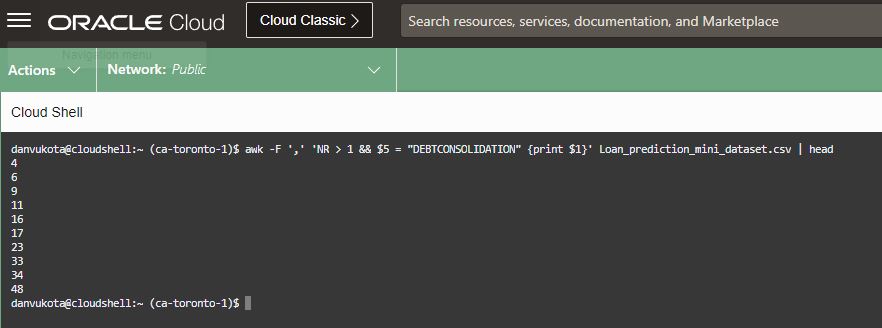 ORACLE Cloud
Cloud Classic >
Search resources, services, documentation, and Marketplace
Navigation menu
Actions
Network: Public
Cloud Shell
danvukota@cloudshell:~ (ca-toronto-1)$ awk -F ',' 'NR > 1 && $5 = "DEBTCONSOLIDATION" {print $1}' Loan_prediction_mini_dataset.csv | head
4
6
9
11
16
17
23
33
34
48
danvukota@cloudshell:~ (ca-toronto-1)$